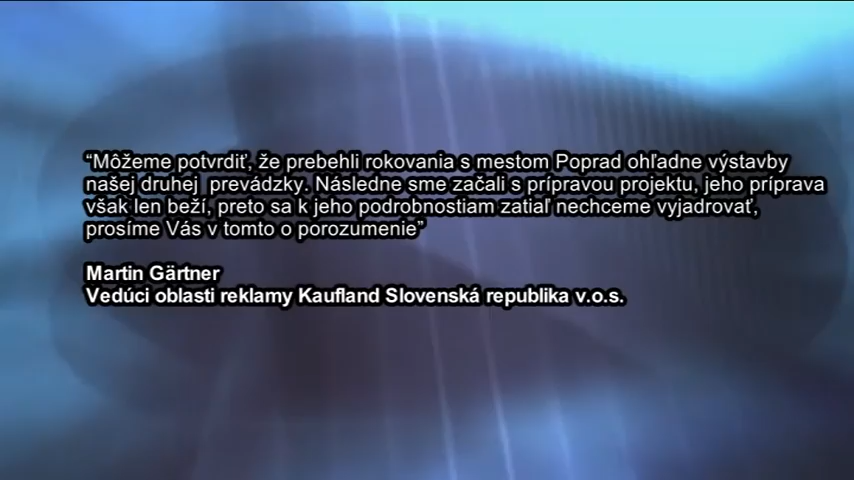 “Môžeme potvrdiť, že prebehli rokovania s mestom Poprad ohľadne výstavby
našej druhej  prevádzky. Následne sme začali s prípravou projektu, jeho príprava
však len beží, preto sa k jeho podrobnostiam zatiaľ nechceme vyjadrovať,
prosíme Vás v tomto o porozumenie”
Martin Gärtner
Vedúci oblasti reklamy Kaufland Slovenská republika v.o.s.